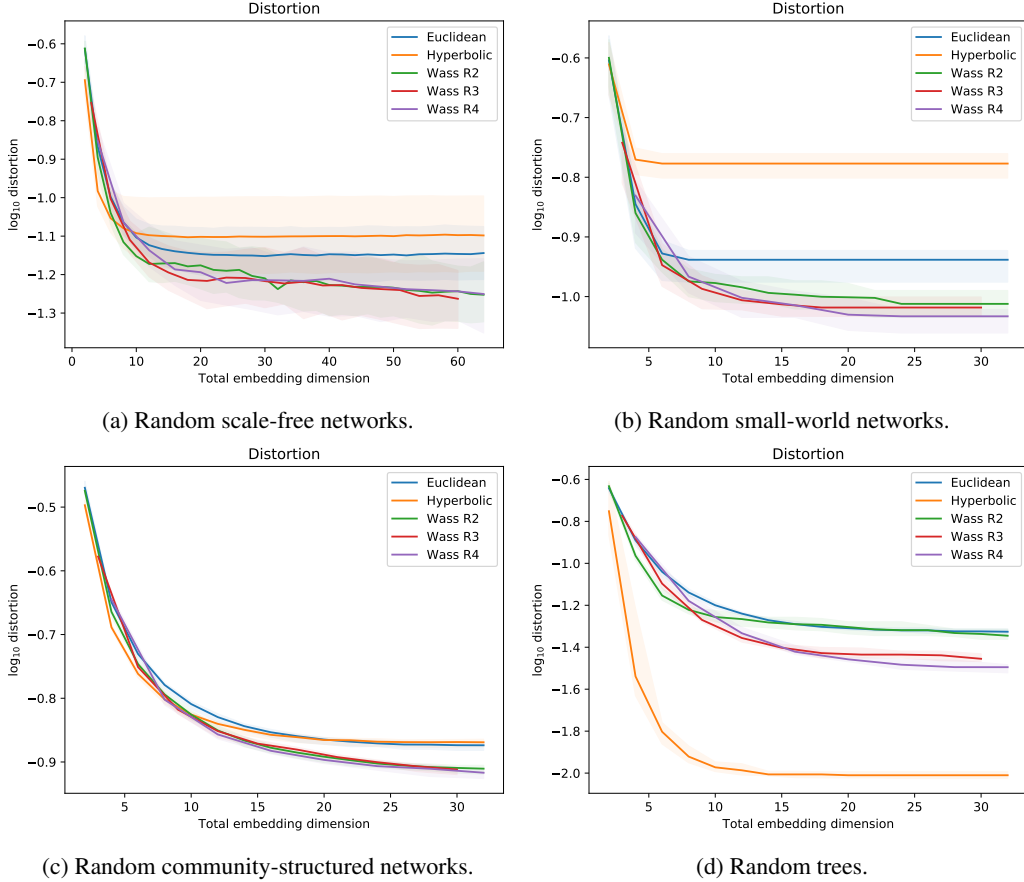 Distortion
Distortion
−0.6
−0.7
−0.8
−0.9
−1.0
−1.1
−1.2
−1.3
log10 distortion
Euclidean
Hyperbolic
Wass R2
Wass R3
Wass R4
0 10 20 30 40 50 60
Total embedding dimension
−0.6
−0.7
−0.8
−0.9
−1.0
log10 distortion
Euclidean
Hyperbolic
Wass R2
Wass R3
Wass R4
5 10 15 20 25 30
Total embedding dimension
(a) Random scale-free networks.
(b) Random small-world networks.
Distortion
Distortion
−0.5
−0.6
−0.7
−0.8
−0.9
log10 distortion
Euclidean
Hyperbolic
Wass R2
Wass R3
Wass R4
5 10 15 20 25 30
Total embedding dimension
−0.6
−0.8
−1.0
−1.2
−1.4
−1.6
−1.8
−2.0
log10 distortion
Euclidean
Hyperbolic
Wass R2
Wass R3
Wass R4
5 10 15 20 25 30
Total embedding dimension
(c) Random community-structured networks.
(d) Random trees.